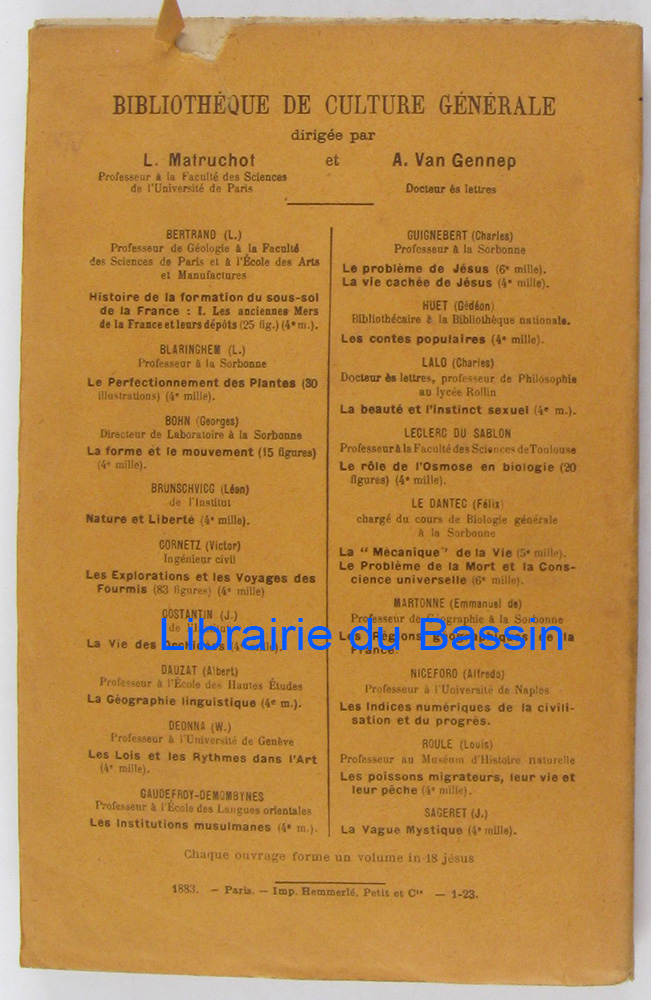 BIBLIOTHÈQUE DE CULTURE GÉNÉRALE
dirigée par
L. Matruchot et A. Van Gennep
Professeur à la Faculté des Sciences
de l'Université de Paris
Docteur ès lettres
BERTRAND (L.)
Professeur de Géologie à la Faculté
des Sciences de Paris et à l'École des Arts
et Manufactures
Histoire de la formation du sous-sol
de la France : I. Les anciennes Mers
de la France et leurs dépôts (25 fig.) (4e m.).
BLARINGHEM (L.)
Professeur à la Sorbonne
Le Perfectionnement des Plantes (30
illustrations) (4e mille).
BOHN (Georges)
Directeur de Laboratoire à la Sorbonne
La forme et le mouvement (15 figures)
(4e mille).
BRUNSCHVICG (Léon)
de l'Institut
Nature et Liberté (4e mille).
CORNETZ (Victor)
Ingénieur civil
Les Explorations et les Voyages des
Fourmis (83 figures) (4e mille)
COSTANTIN (J.)
de
La Vie des
DAUZAT (Albert)
Professeur à l'École des Hautes Études
La Géographie linguistique (4e m.).
DEONNA (W.)
Professeur à l'Université de Genève
Les Lois et les Rythmes dans l'Art
(4e mille).
GAUDEFROY-DEMOMBYNES
Professeur à l'École des Langues orientales
Les Institutions musulmanes (4e m.).
GUIGNEBERT (Charles)
Professeur à la Sorbonne
Le problème de Jésus (6e mille).
La vie cachée de Jésus (4e mille).
HUET (Gédéon)
Bibliothécaire à la Bibliothèque nationale.
Les contes populaires (4e mille).
LALO (Charles)
Docteur ès lettres, professeur de Philosophie
au lycée Rollin
La beauté et l'instinct sexuel (4e m.).
LECLERC DU SABLON
Professeur à la Faculté des Sciences de Toulouse
Le rôle de l'Osmose en biologie (20
figures) (4e mille).
LE DANTEC (Félix)
chargé du cours de Biologie générale
à la Sorbonne
La "Mécanique" de la Vie (5e mille).
Le Problème de la Mort et la Cons-
cience universelle (6e mille).
MARTONNE (Emmanuel de)
Professeur de Géographie à la Sorbonne
Les Régions géographiques de la
France.
NICEFORO (Alfredo)
Professeur à l'Université de Naples
Les Indices numériques de la civili-
sation et du progrès.
ROULE (Louis)
Professeur au Muséum d'Histoire naturelle
Les poissons migrateurs, leur vie et
leur pêche (4e mille).
SAGERET (J.)
La Vague Mystique (4e mille).
Librairie du Bassin
Chaque ouvrage forme un volume in-18 jésus
1883. — Paris. — Imp. Hemmerlé, Petit et Cie — 1-23.